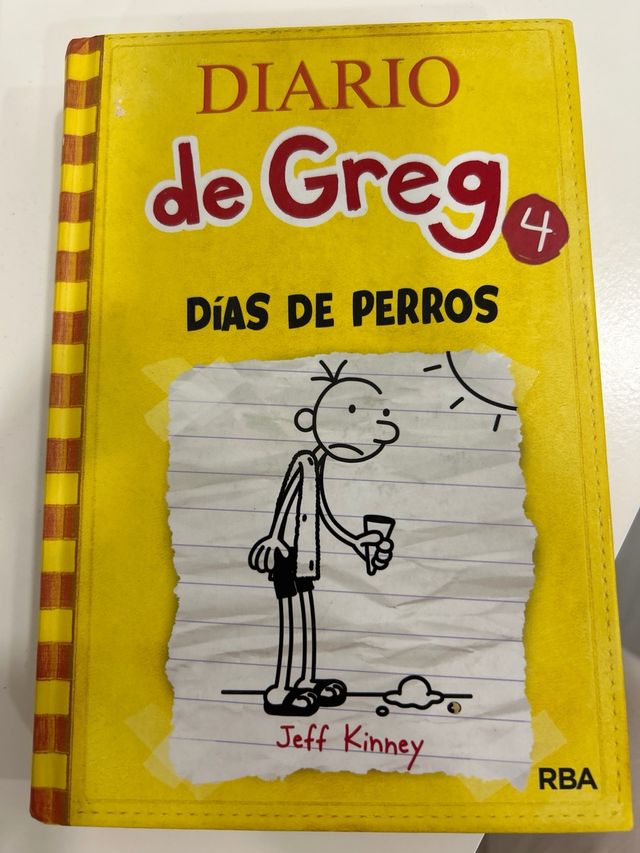 DIARIO
de Greg 4
DÍAS DE PERROS
Jeff Kinney
RBA